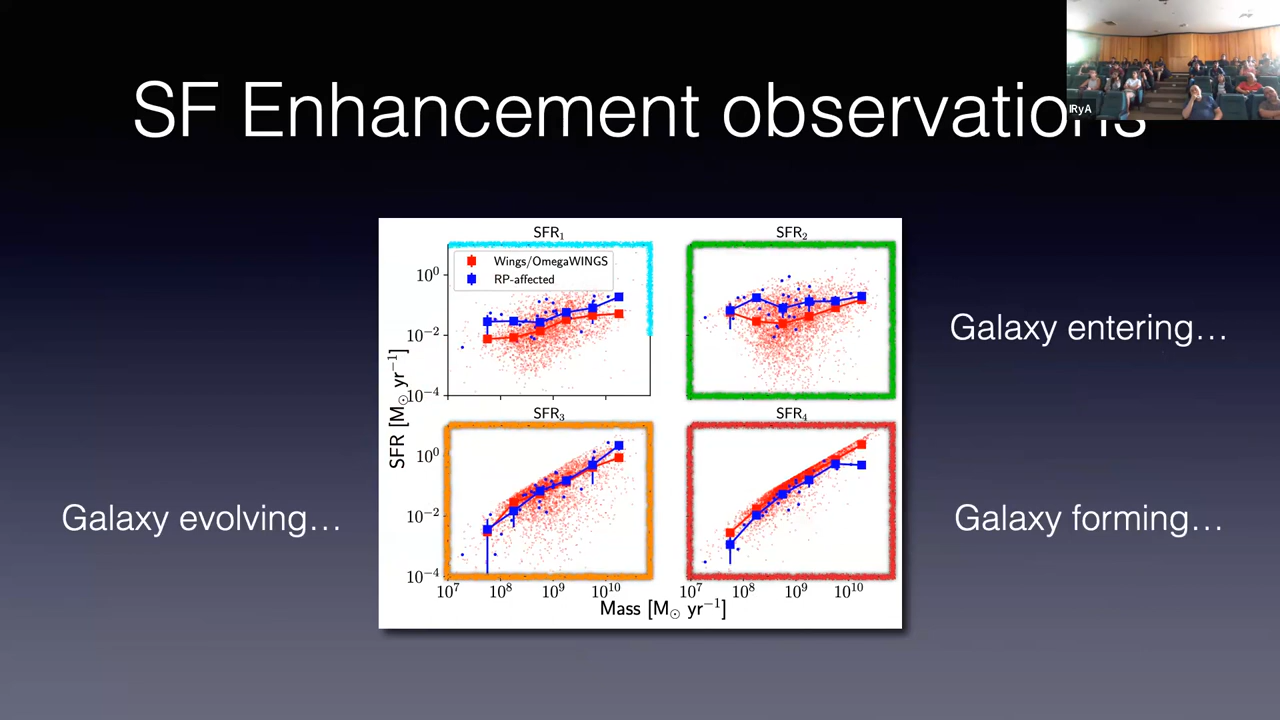 SF Enhancement observations
IRyA
SFR₁
SFR₂
Wings/OmegaWINGS
RP-affected
10⁰
10⁻²
10⁻⁴
Galaxy entering...
SFR [M⊙ yr⁻¹]
SFR₃
SFR₄
10⁰
10⁻²
10⁻⁴
Galaxy evolving...
Galaxy forming...
10⁷ 10⁸ 10⁹ 10¹⁰
10⁷ 10⁸ 10⁹ 10¹⁰
Mass [M⊙ yr⁻¹]